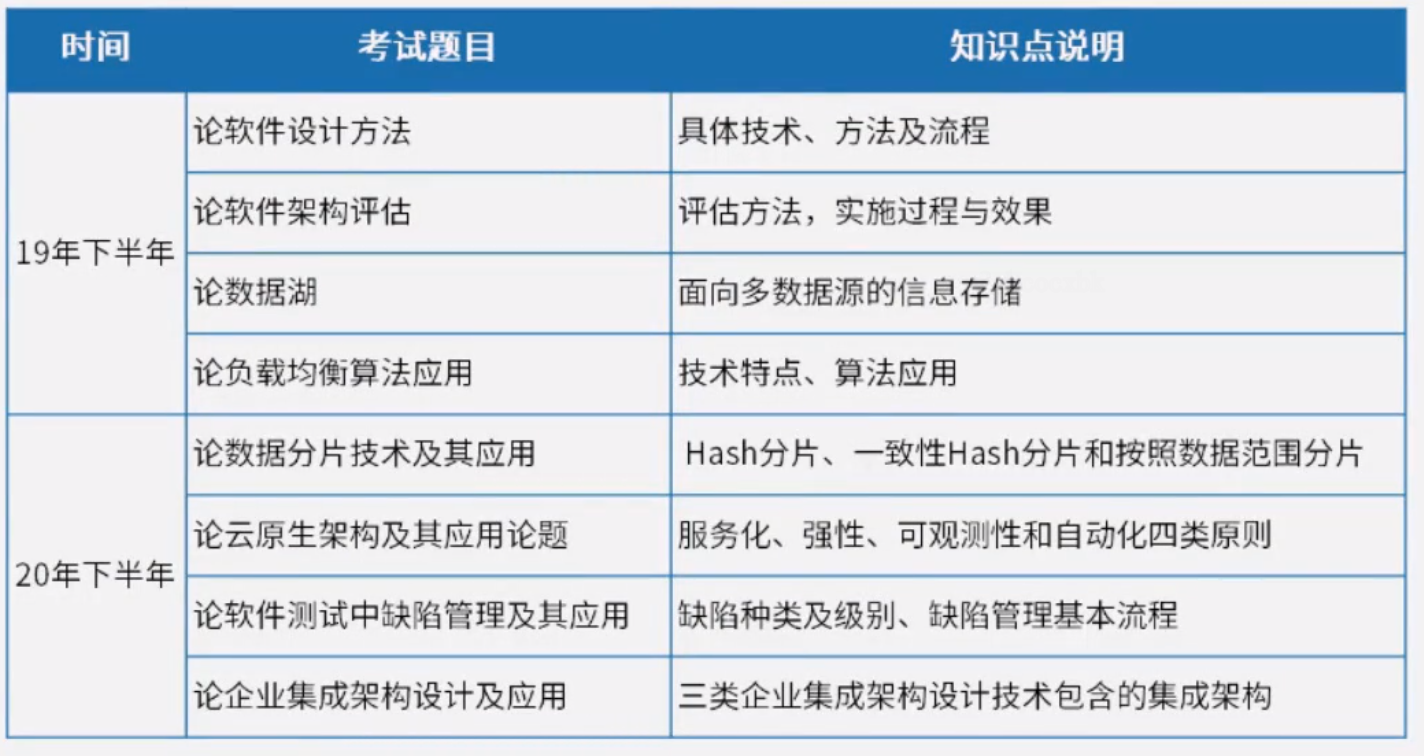 时间 考试题目 知识点说明
19年下半年
论软件设计方法 具体技术、方法及流程
论软件架构评估 评估方法，实施过程与效果
论数据湖 面向多数据源的信息存储
论负载均衡算法应用 技术特点、算法应用
20年下半年
论数据分片技术及其应用 Hash分片、一致性Hash分片和按照数据范围分片
论云原生架构及其应用论题 服务化、强性、可观测性和自动化四类原则
论软件测试中缺陷管理及其应用 缺陷种类及级别、缺陷管理基本流程
论企业集成架构设计及应用 三类企业集成架构设计技术包含的集成架构